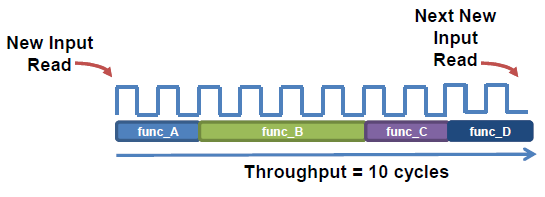 New Input
Read
Next New
Input
Read
func_A
func_B
func_C
func_D
Throughput = 10 cycles